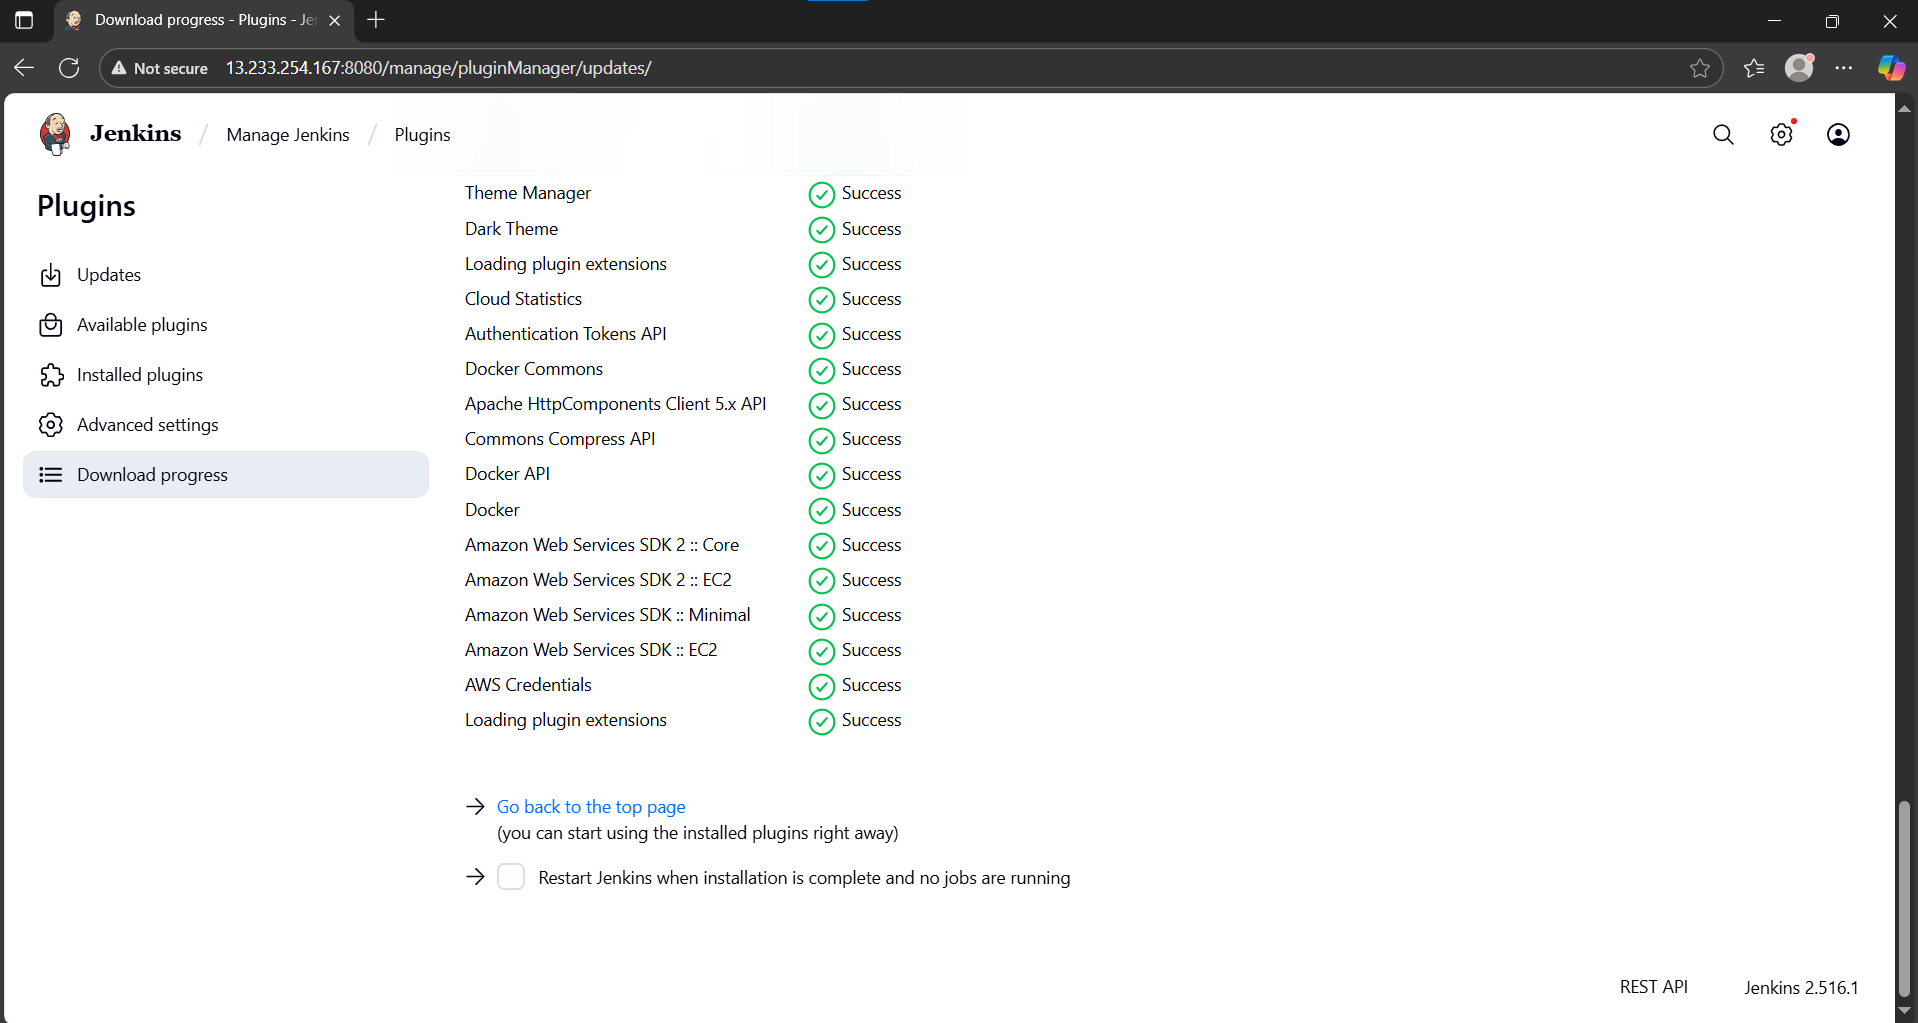 Download progress - Plugins - Je
Not secure 13.233.254.167:8080/manage/pluginManager/updates/
Jenkins / Manage Jenkins / Plugins
Plugins
Updates
Available plugins
Installed plugins
Advanced settings
Download progress
Theme Manager Success
Dark Theme Success
Loading plugin extensions Success
Cloud Statistics Success
Authentication Tokens API Success
Docker Commons Success
Apache HttpComponents Client 5.x API Success
Commons Compress API Success
Docker API Success
Docker Success
Amazon Web Services SDK 2 :: Core Success
Amazon Web Services SDK 2 :: EC2 Success
Amazon Web Services SDK :: Minimal Success
Amazon Web Services SDK :: EC2 Success
AWS Credentials Success
Loading plugin extensions Success
Go back to the top page
(you can start using the installed plugins right away)
Restart Jenkins when installation is complete and no jobs are running
REST API Jenkins 2.516.1